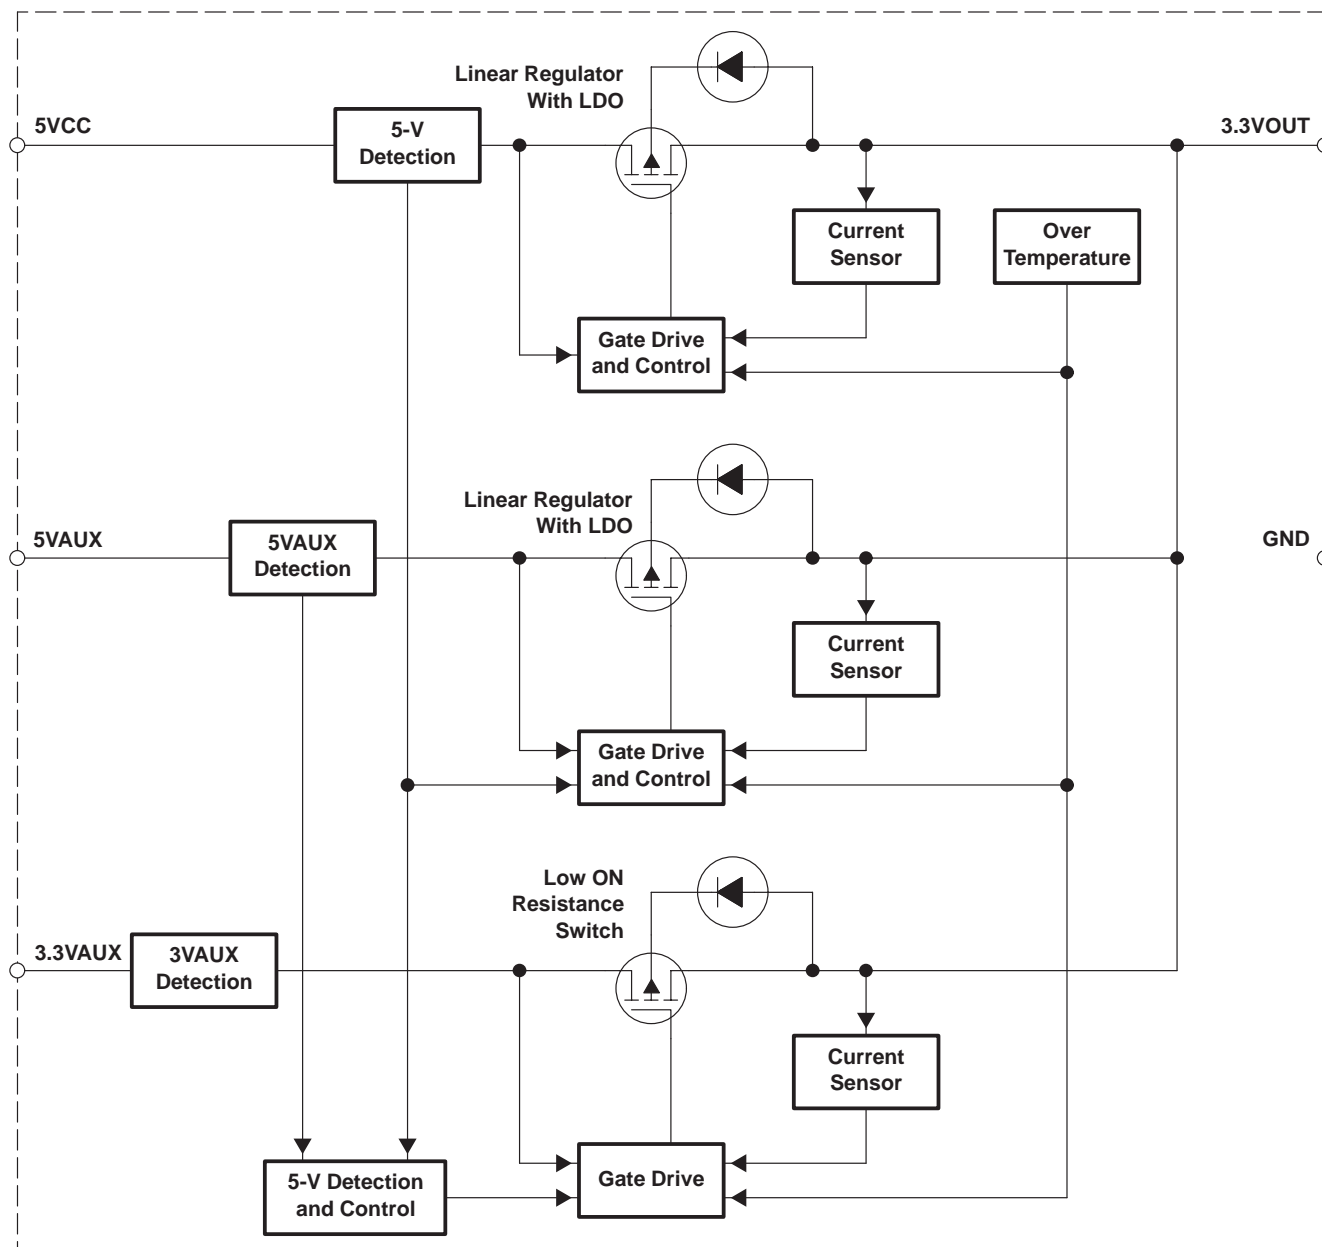 Linear Regulator
With LDO
5VCC
5-V
Detection
3.3VOUT
Current
Sensor
Over
Temperature
Gate Drive
and Control
Linear Regulator
With LDO
5VAUX
5VAUX
Detection
GND
Current
Sensor
Gate Drive
and Control
Low ON
Resistance
Switch
3.3VAUX
3VAUX
Detection
Current
Sensor
5-V Detection
and Control
Gate Drive